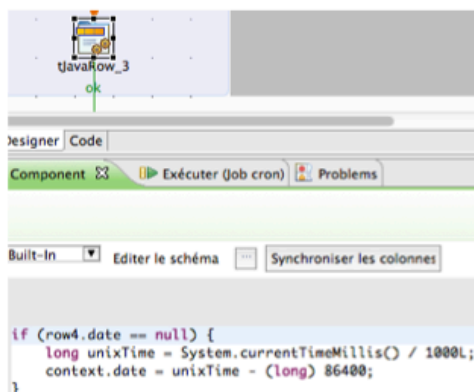 tJavaRow_3
ok
Designer Code
Component Exécuter (Job cron) Problems
Built-In Editer le schéma ... Synchroniser les colonnes
if (row4.date == null) {
long unixTime = System.currentTimeMillis() / 1000L;
context.date = unixTime - (long) 86400;
}